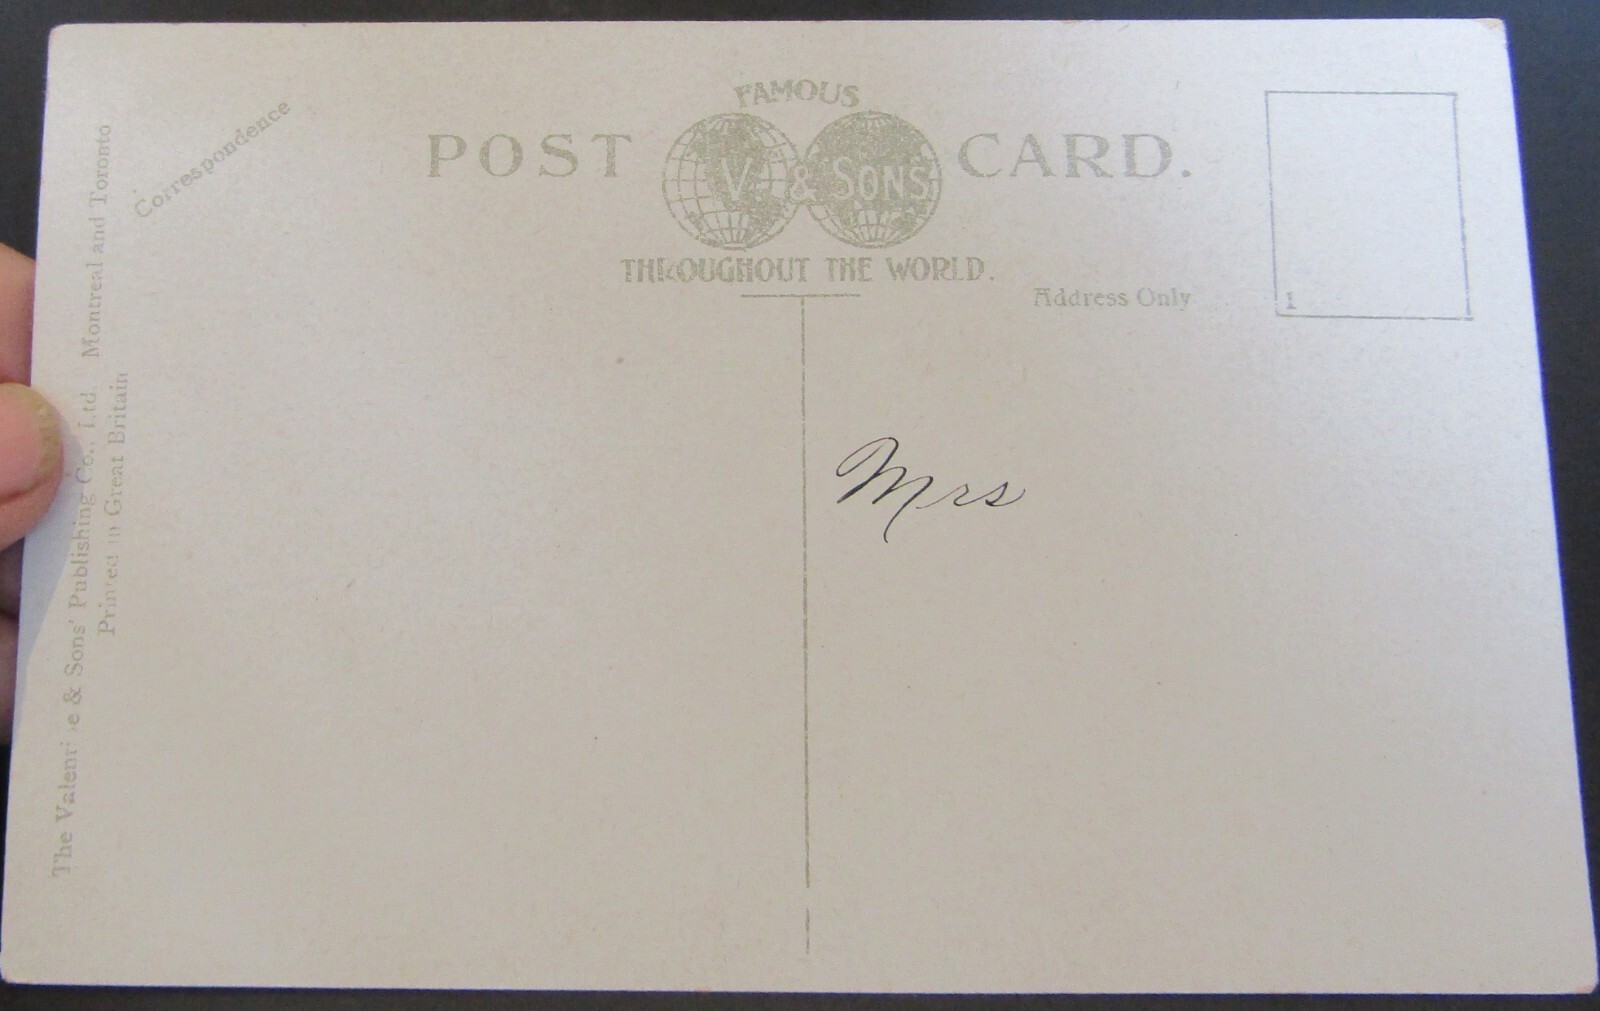 FAMOUS
POST V. & SONS CARD.
THROUGHOUT THE WORLD.
Correspondence
Address Only
1
Mrs
The Valentine & Sons' Publishing Co., Ltd. Montreal and Toronto
Printed in Great Britain